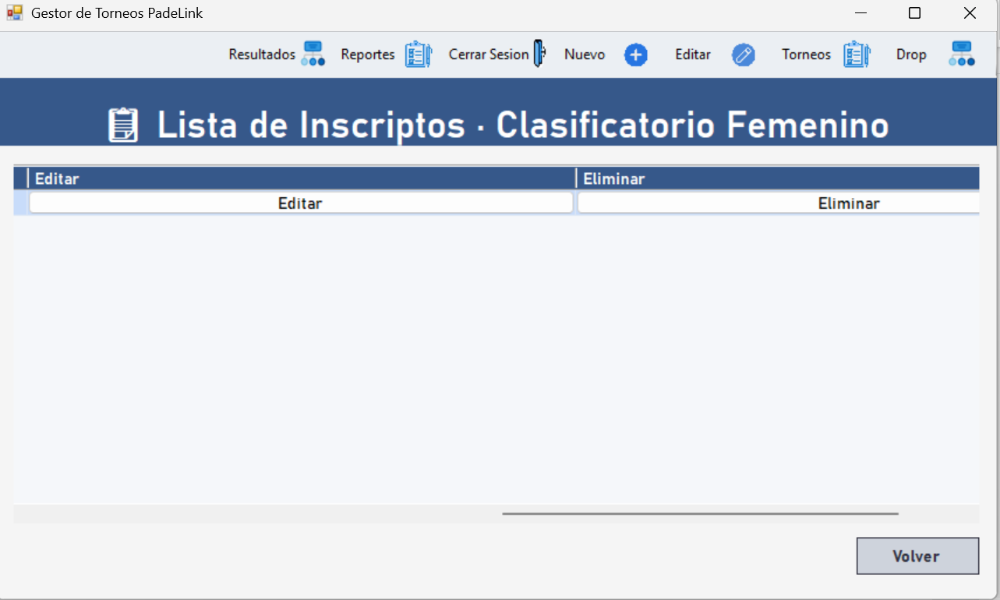 Gestor de Torneos PadeLink
Resultados Reportes Cerrar Sesion Nuevo Editar Torneos Drop
Lista de Inscriptos · Clasificatorio Femenino
Editar Eliminar
Editar Eliminar
Volver